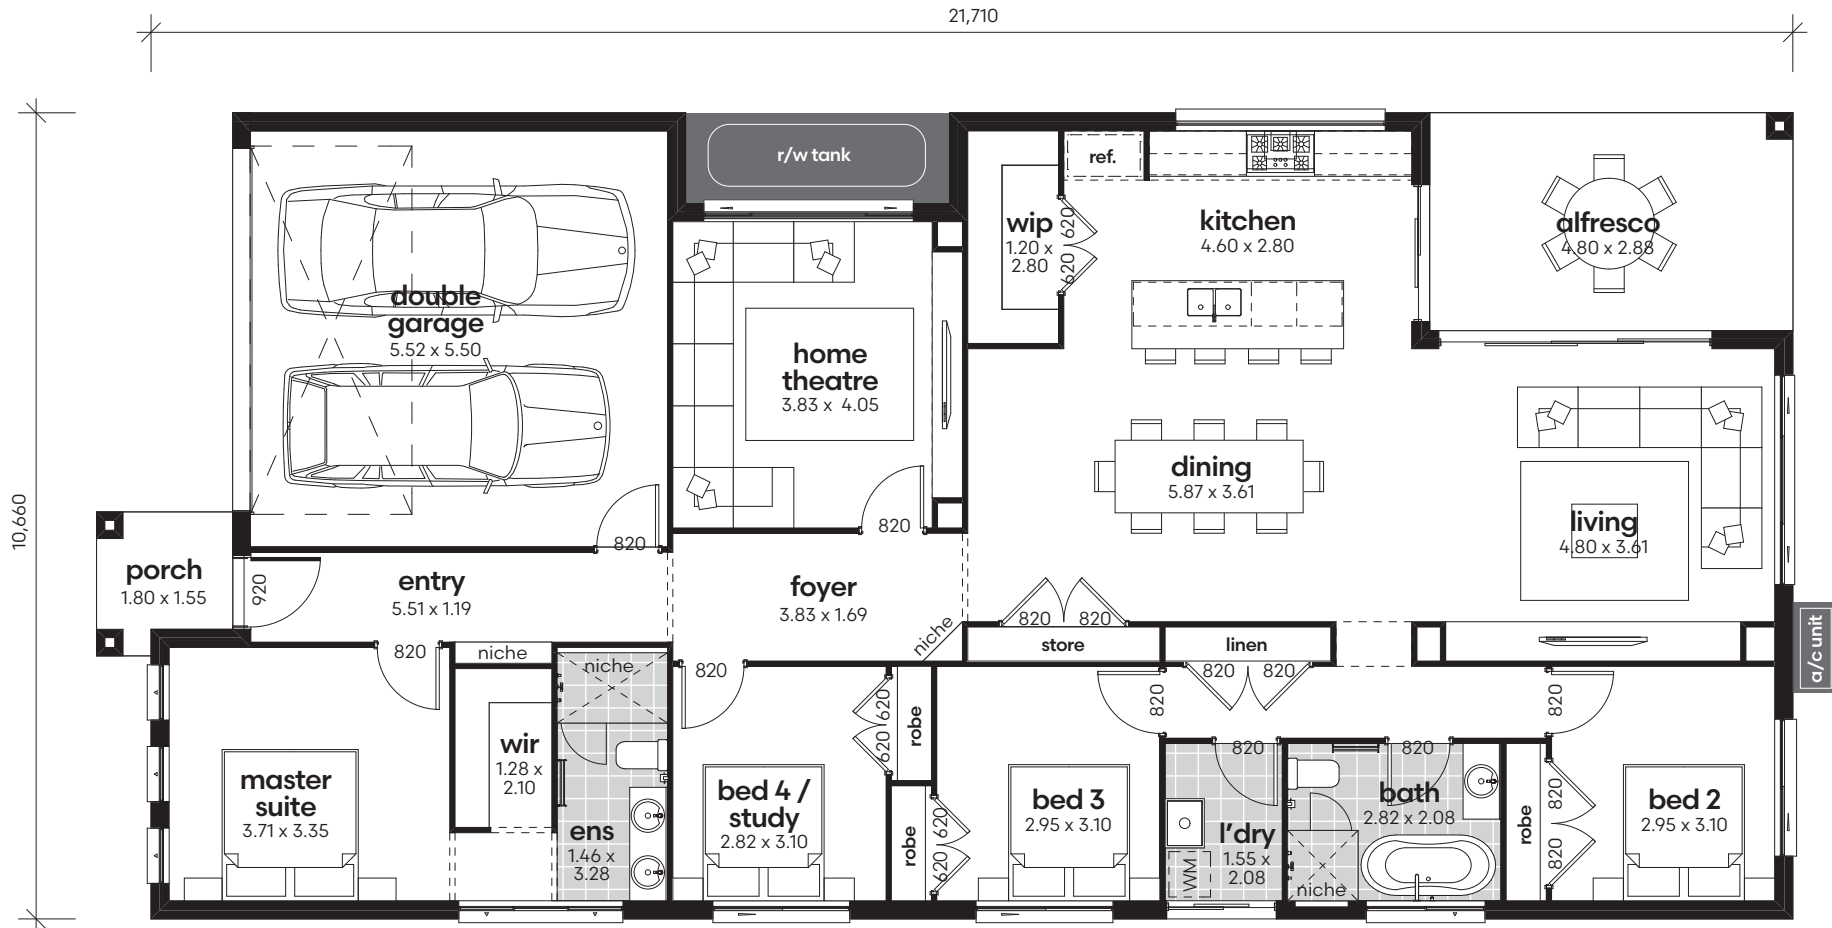 21,710
10,660
r/w tank
ref.
wip
1.20 x
2.80
620
620
kitchen
4.60 x 2.80
alfresco
4.80 x 2.88
double
garage
5.52 x 5.50
820
home
theatre
3.83 x 4.05
820
dining
5.87 x 3.61
living
4.80 x 3.61
porch
1.80 x 1.55
920
entry
5.51 x 1.19
foyer
3.83 x 1.69
niche
820
820
store
linen
a/c unit
820
niche
niche
820
820
820
820
820
master
suite
3.71 x 3.35
wir
1.28 x
2.10
ens
1.46 x
3.28
bed 4 /
study
2.82 x 3.10
620
620
robe
robe
620
620
bed 3
2.95 x 3.10
820
l'dry
1.55 x
2.08
WM
820
bath
2.82 x 2.08
niche
robe
820
820
bed 2
2.95 x 3.10